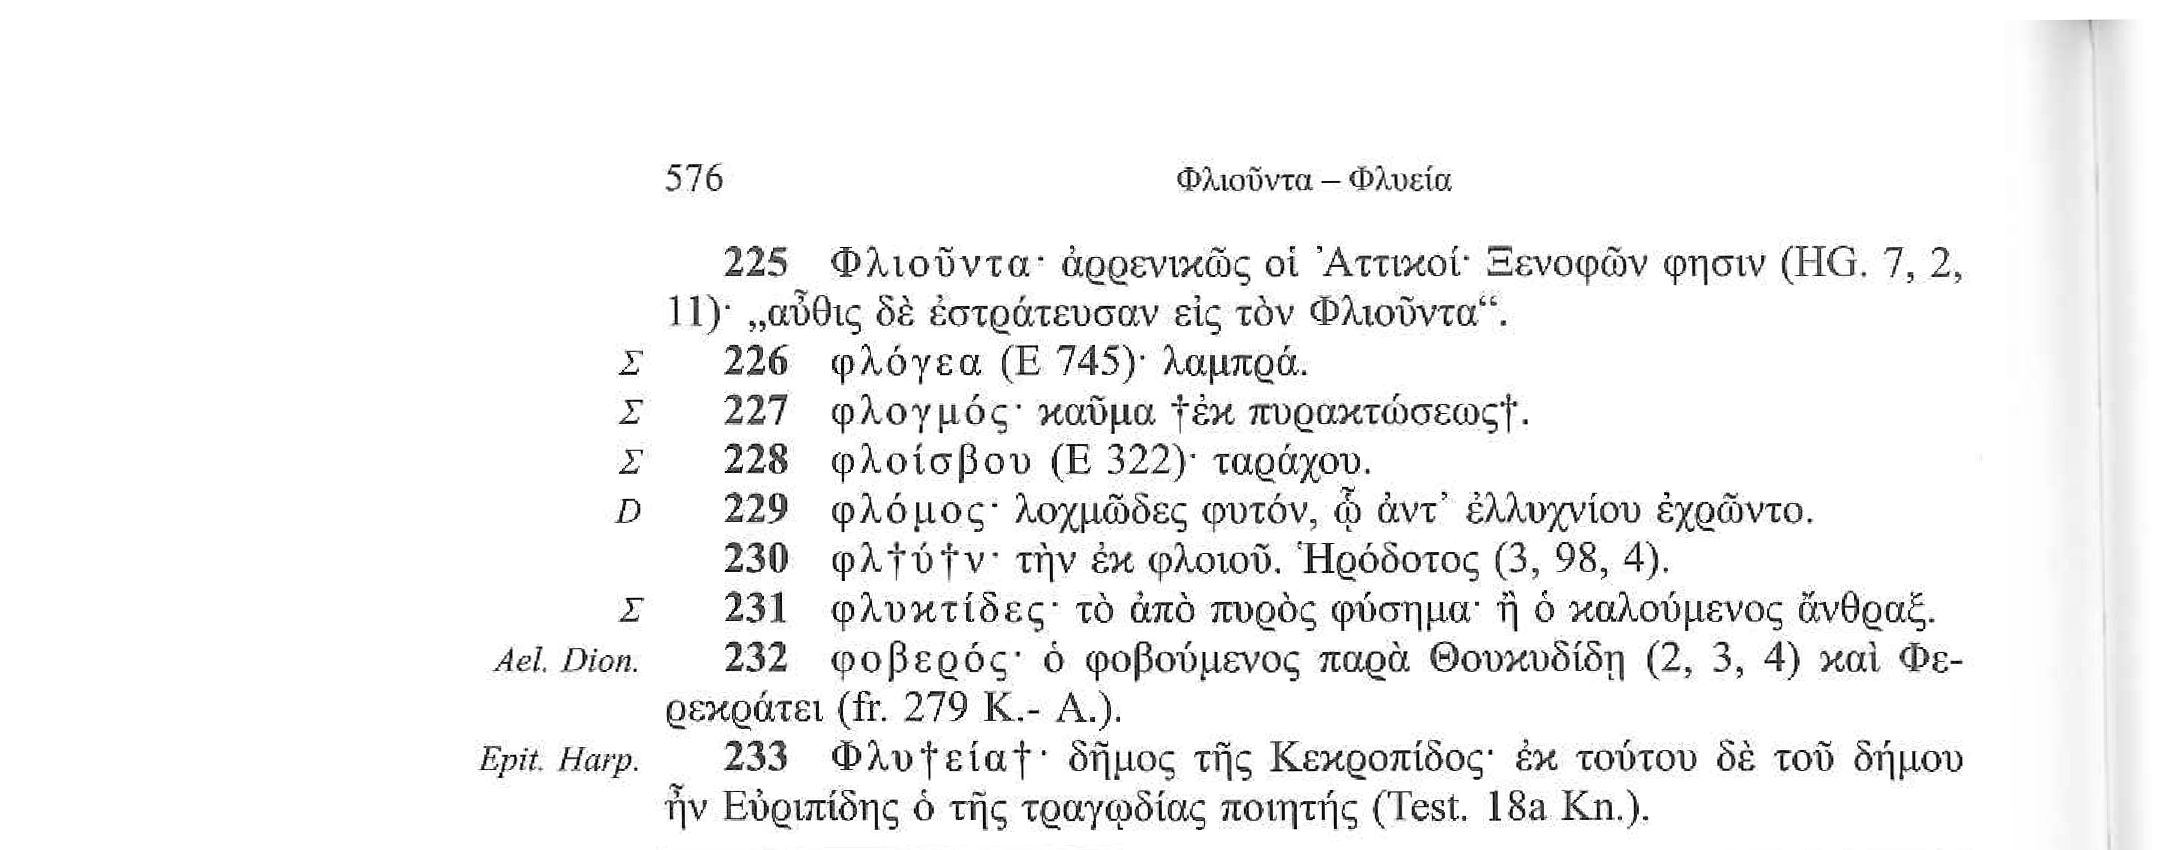 576 Φλιοῦντα – Φλυεία
225 Φλιοῦντα· ἀρρενικῶς οἱ Ἀττικοί· Ξενοφῶν φησιν (HG. 7, 2,
11)· „αὖθις δὲ ἐστράτευσαν εἰς τὸν Φλιοῦντα“.
Σ 226 φλόγεα (Ε 745)· λαμπρά.
Σ 227 φλογμός· καῦμα †ἐκ πυρακτώσεως†.
Σ 228 φλοίσβου (Ε 322)· ταράχου.
D 229 φλόμος· λοχμῶδες φυτόν, ᾧ ἀντ’ ἐλλυχνίου ἐχρῶντο.
230 φλ†ύ†ν· τὴν ἐκ φλοιοῦ. Ἡρόδοτος (3, 98, 4).
Σ 231 φλυκτίδες· τὸ ἀπὸ πυρὸς φύσημα· ἢ ὁ καλούμενος ἄνθραξ.
Ael. Dion. 232 φοβερός· ὁ φοβούμενος παρὰ Θουκυδίδῃ (2, 3, 4) καὶ Φε-
ρεκράτει (fr. 279 K.- A.).
Epit. Harp. 233 Φλυ†εία†· δῆμος τῆς Κεκροπίδος· ἐκ τούτου δὲ τοῦ δήμου
ἦν Εὐριπίδης ὁ τῆς τραγῳδίας ποιητής (Test. 18a Kn.).